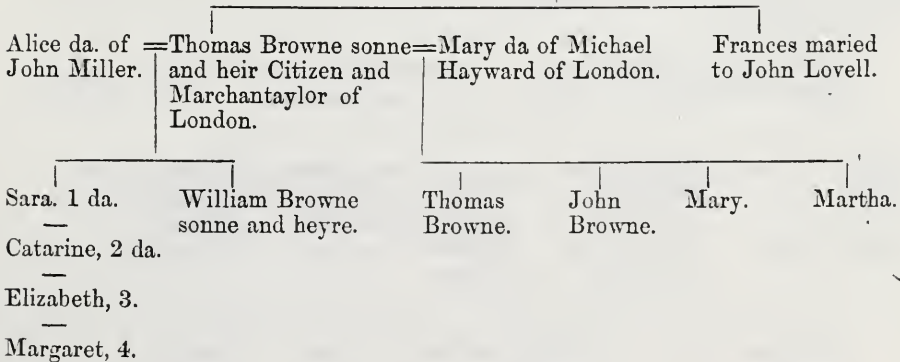 Alice da. of =Thomas Browne sonne=Mary da of Michael Frances maried
John Miller. and heir Citizen and Hayward of London. to John Lovell.
Marchantaylor of
London.
Sara. 1 da. William Browne Thomas John Mary. Martha.
sonne and heyre. Browne. Browne.
Catarine, 2 da.
Elizabeth, 3.
Margaret, 4.